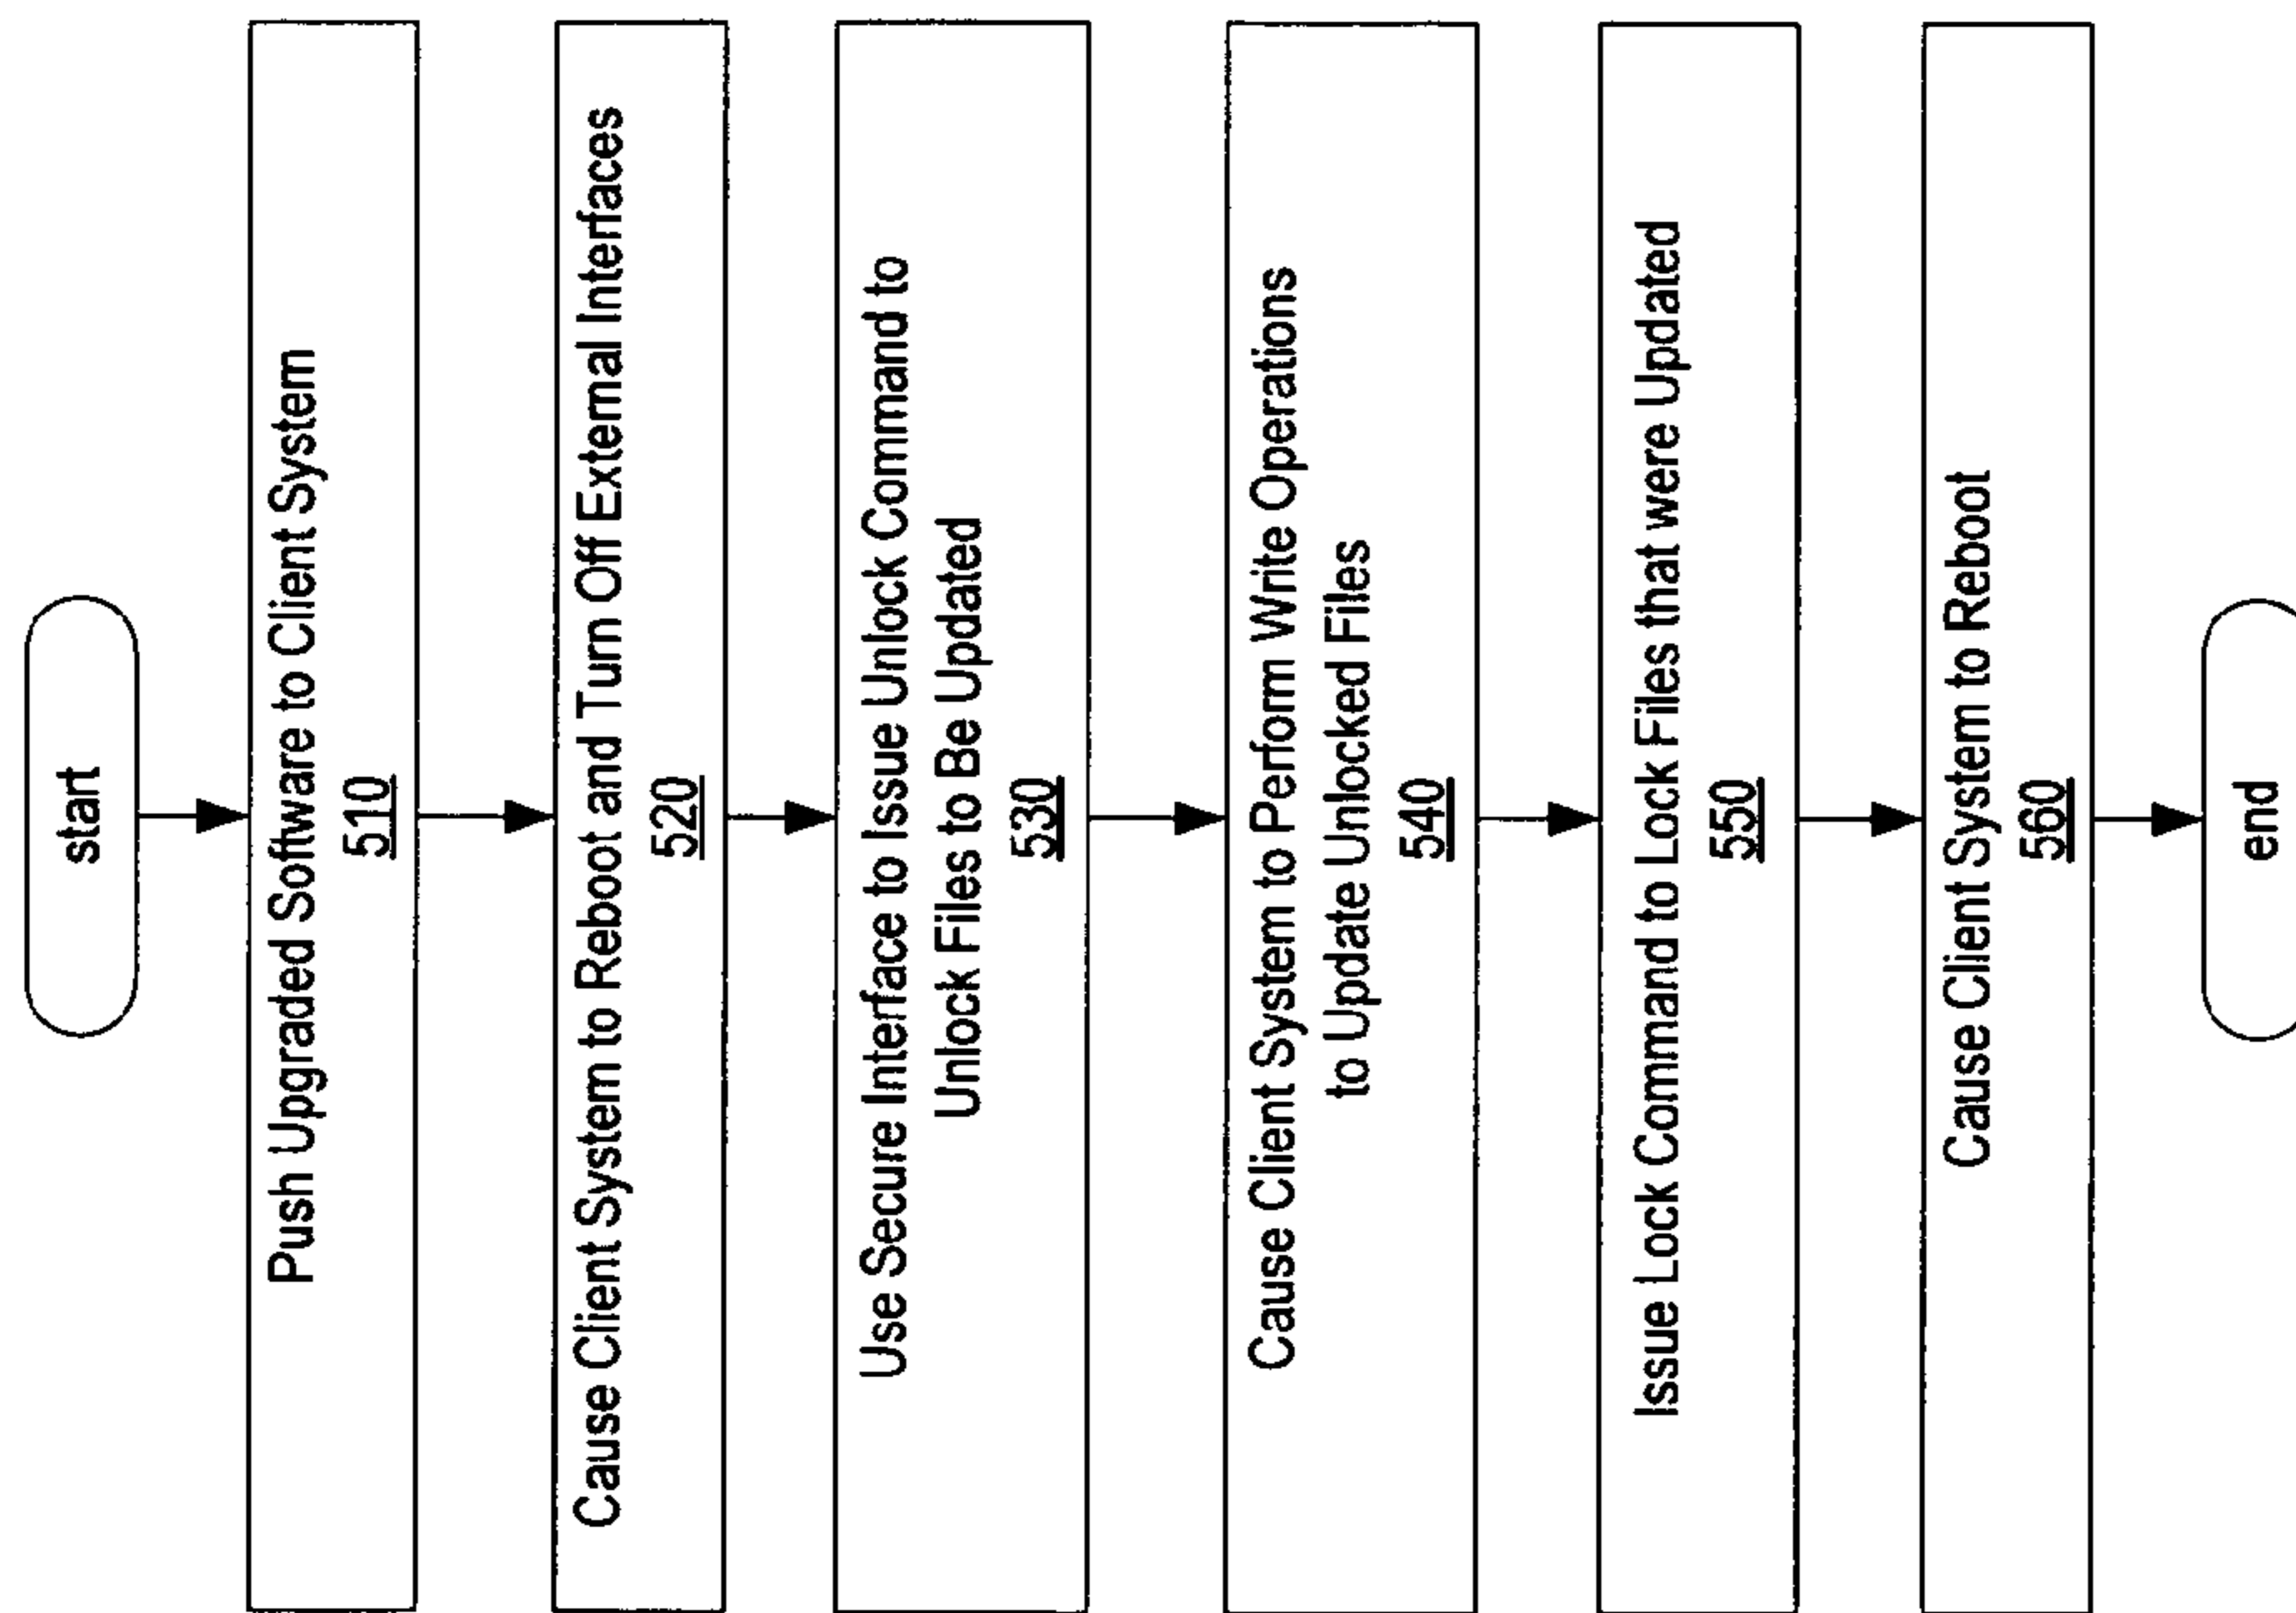 start
Push Upgraded Software to Client System
510
Cause Client System to Reboot and Turn Off External Interfaces
520
Use Secure Interface to Issue Unlock Command to
Unlock Files to Be Updated
530
Cause Client System to Perform Write Operations
to Update Unlocked Files
540
Issue Lock Command to Lock Files that were Updated
550
Cause Client System to Reboot
560
end